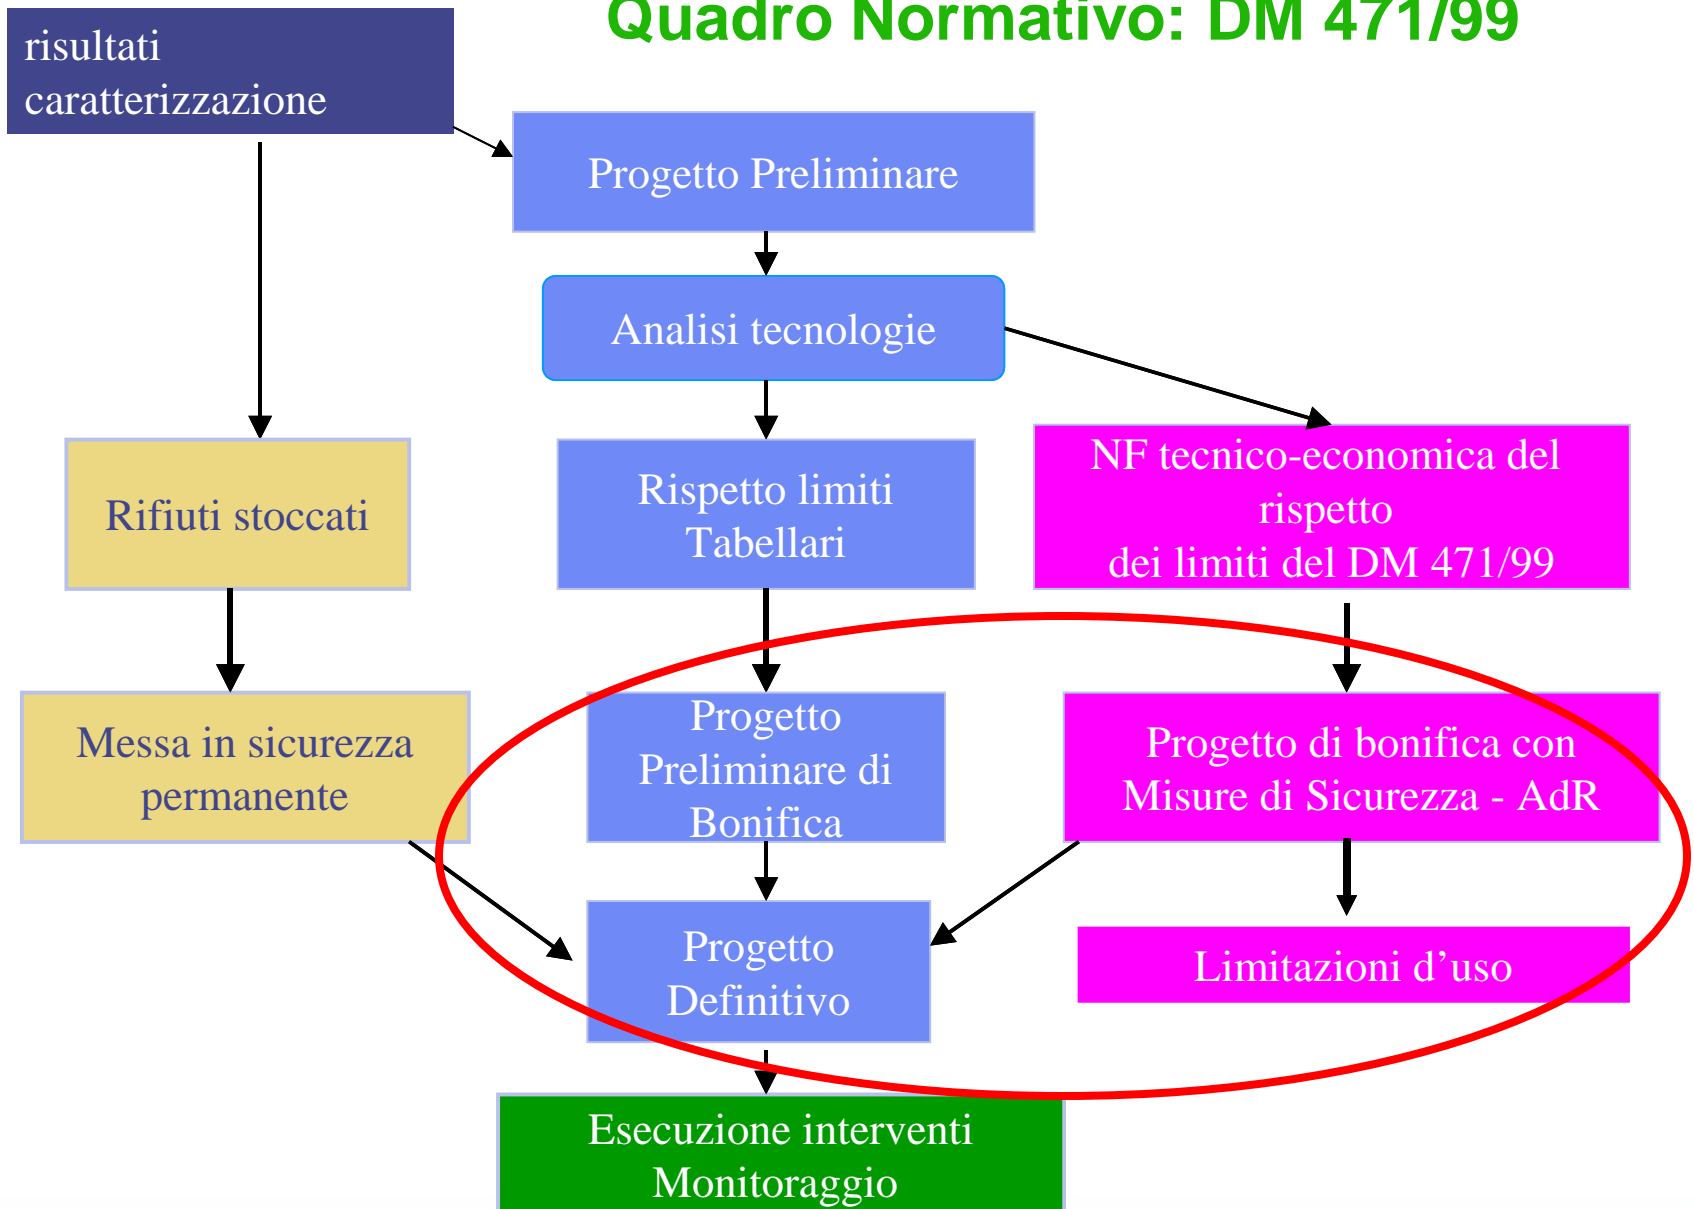 Quadro Normativo: DM 471/99
risultati
caratterizzazione
Progetto Preliminare
Analisi tecnologie
Rifiuti stoccati
Rispetto limiti
Tabellari
NF tecnico-economica del
rispetto
dei limiti del DM 471/99
Messa in sicurezza
permanente
Progetto
Preliminare di
Bonifica
Progetto di bonifica con
Misure di Sicurezza - AdR
Progetto
Definitivo
Limitazioni d’uso
Esecuzione interventi
Monitoraggio